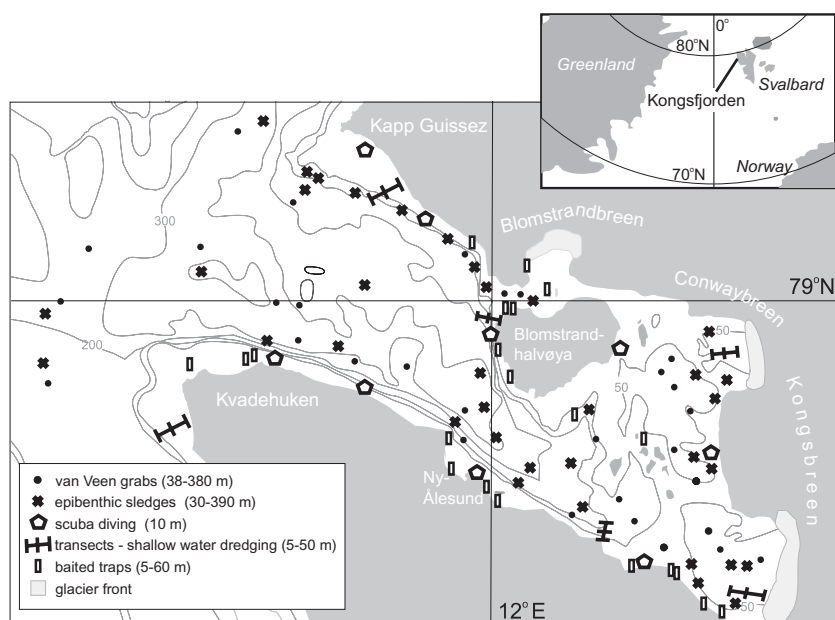 0°
80°N
Greenland
Svalbard
Kongsfjorden
70°N
Norway
Kapp Guissez
300
Blomstrandbreen
Conwaybreen
79°N
200
Blomstrand-
halvøya
50
50
Kongsbreen
Kvadehuken
Ny-
Ålesund
van Veen grabs (38-380 m)
epibenthic sledges (30-390 m)
scuba diving (10 m)
transects - shallow water dredging (5-50 m)
baited traps (5-60 m)
glacier front
12°E
50